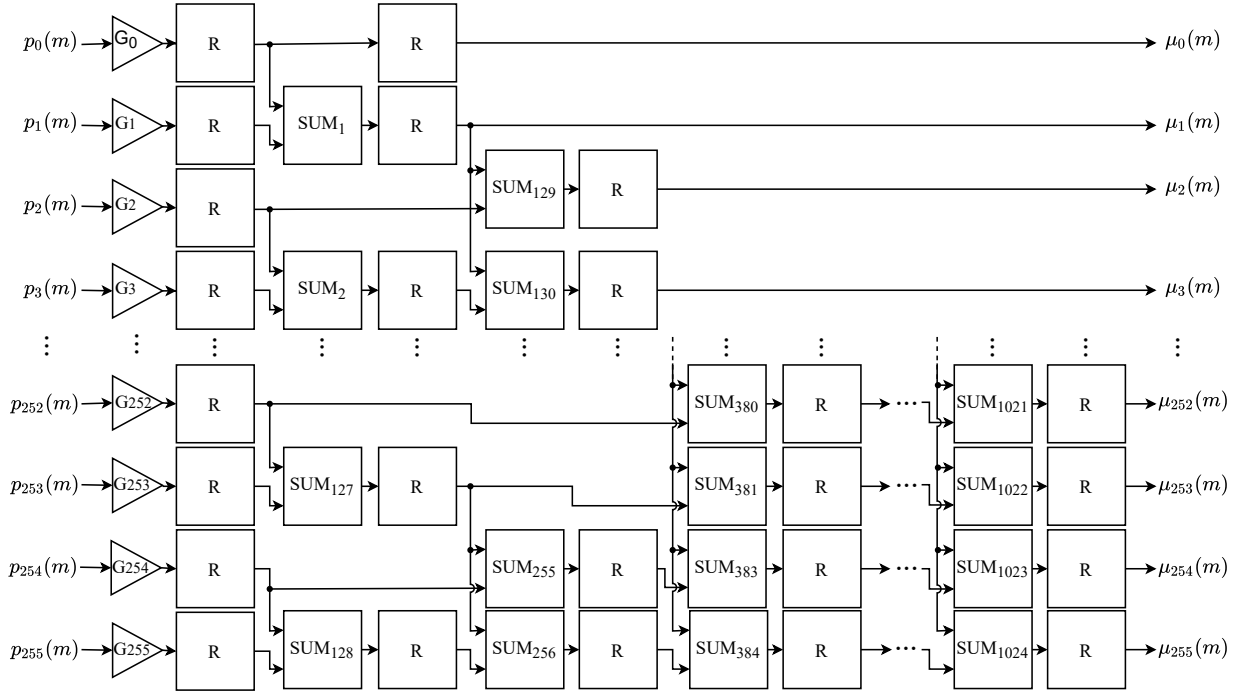 p₀(m) G₀ R R μ₀(m)
p₁(m) G1 R SUM₁ R μ₁(m)
SUM₁₂₉ R μ₂(m)
p₂(m) G2 R
p₃(m) G3 R SUM₂ R SUM₁₃₀ R μ₃(m)
⋮ ⋮ ⋮ ⋮ ⋮ ⋮ ⋮ ⋮ ⋮ ⋮ ⋮ ⋮
p₂₅₂(m) G252 R SUM₃₈₀ R ··· SUM₁₀₂₁ R μ₂₅₂(m)
p₂₅₃(m) G253 R SUM₁₂₇ R SUM₃₈₁ R ··· SUM₁₀₂₂ R μ₂₅₃(m)
p₂₅₄(m) G254 R SUM₂₅₅ R SUM₃₈₃ R ··· SUM₁₀₂₃ R μ₂₅₄(m)
p₂₅₅(m) G255 R SUM₁₂₈ R SUM₂₅₆ R SUM₃₈₄ R ··· SUM₁₀₂₄ R μ₂₅₅(m)